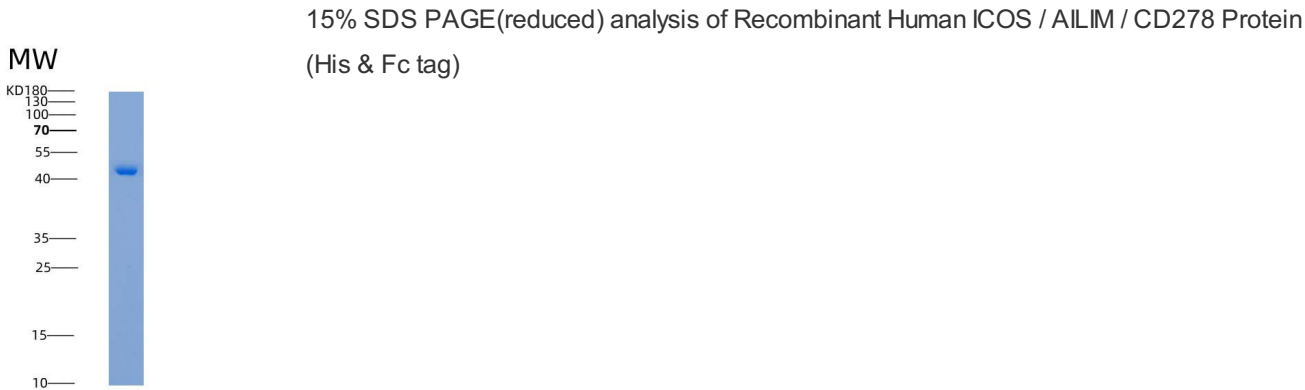 15% SDS PAGE(reduced) analysis of Recombinant Human ICOS / AILIM / CD278 Protein
(His & Fc tag)
MW
KD180
130
100
70
55
40
35
25
15
10